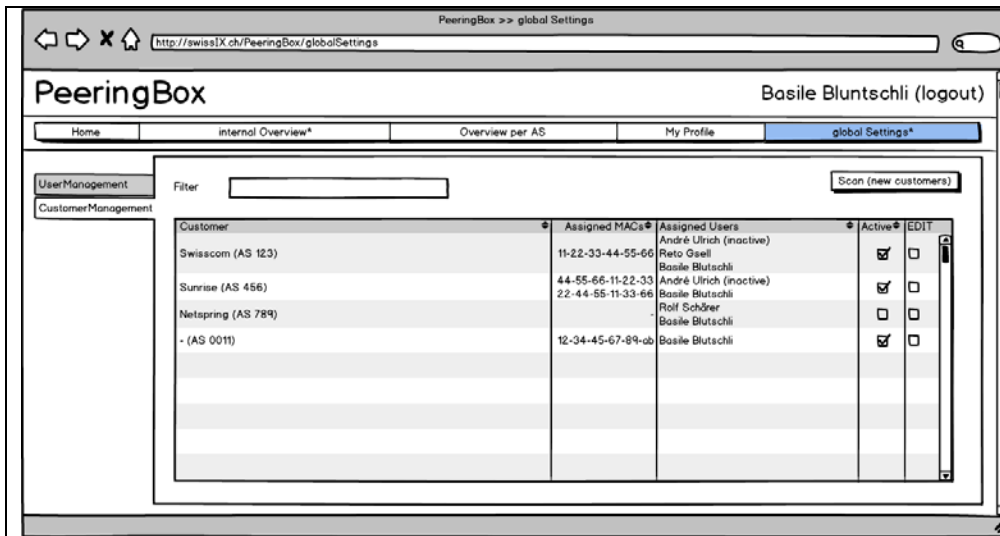 PeeringBox >> global Settings
http://swissIX.ch/PeeringBox/globalSettings
PeeringBox
Basile Bluntschli (logout)
Home internal Overview* Overview per AS My Profile global Settings*
UserManagement
CustomerManagement
Filter
Scan (new customers)
Customer Assigned MACs Assigned Users Active EDIT
Swisscom (AS 123) 11-22-33-44-55-66 André Ulrich (inactive)
Reto Gsell
Basile Blutschli
Sunrise (AS 456) 44-55-66-11-22-33 André Ulrich (inactive)
22-44-55-11-33-66 Basile Blutschli
Netspring (AS 789) - Rolf Schörer
Basile Blutschli
- (AS 0011) 12-34-45-67-89-ab Basile Blutschli